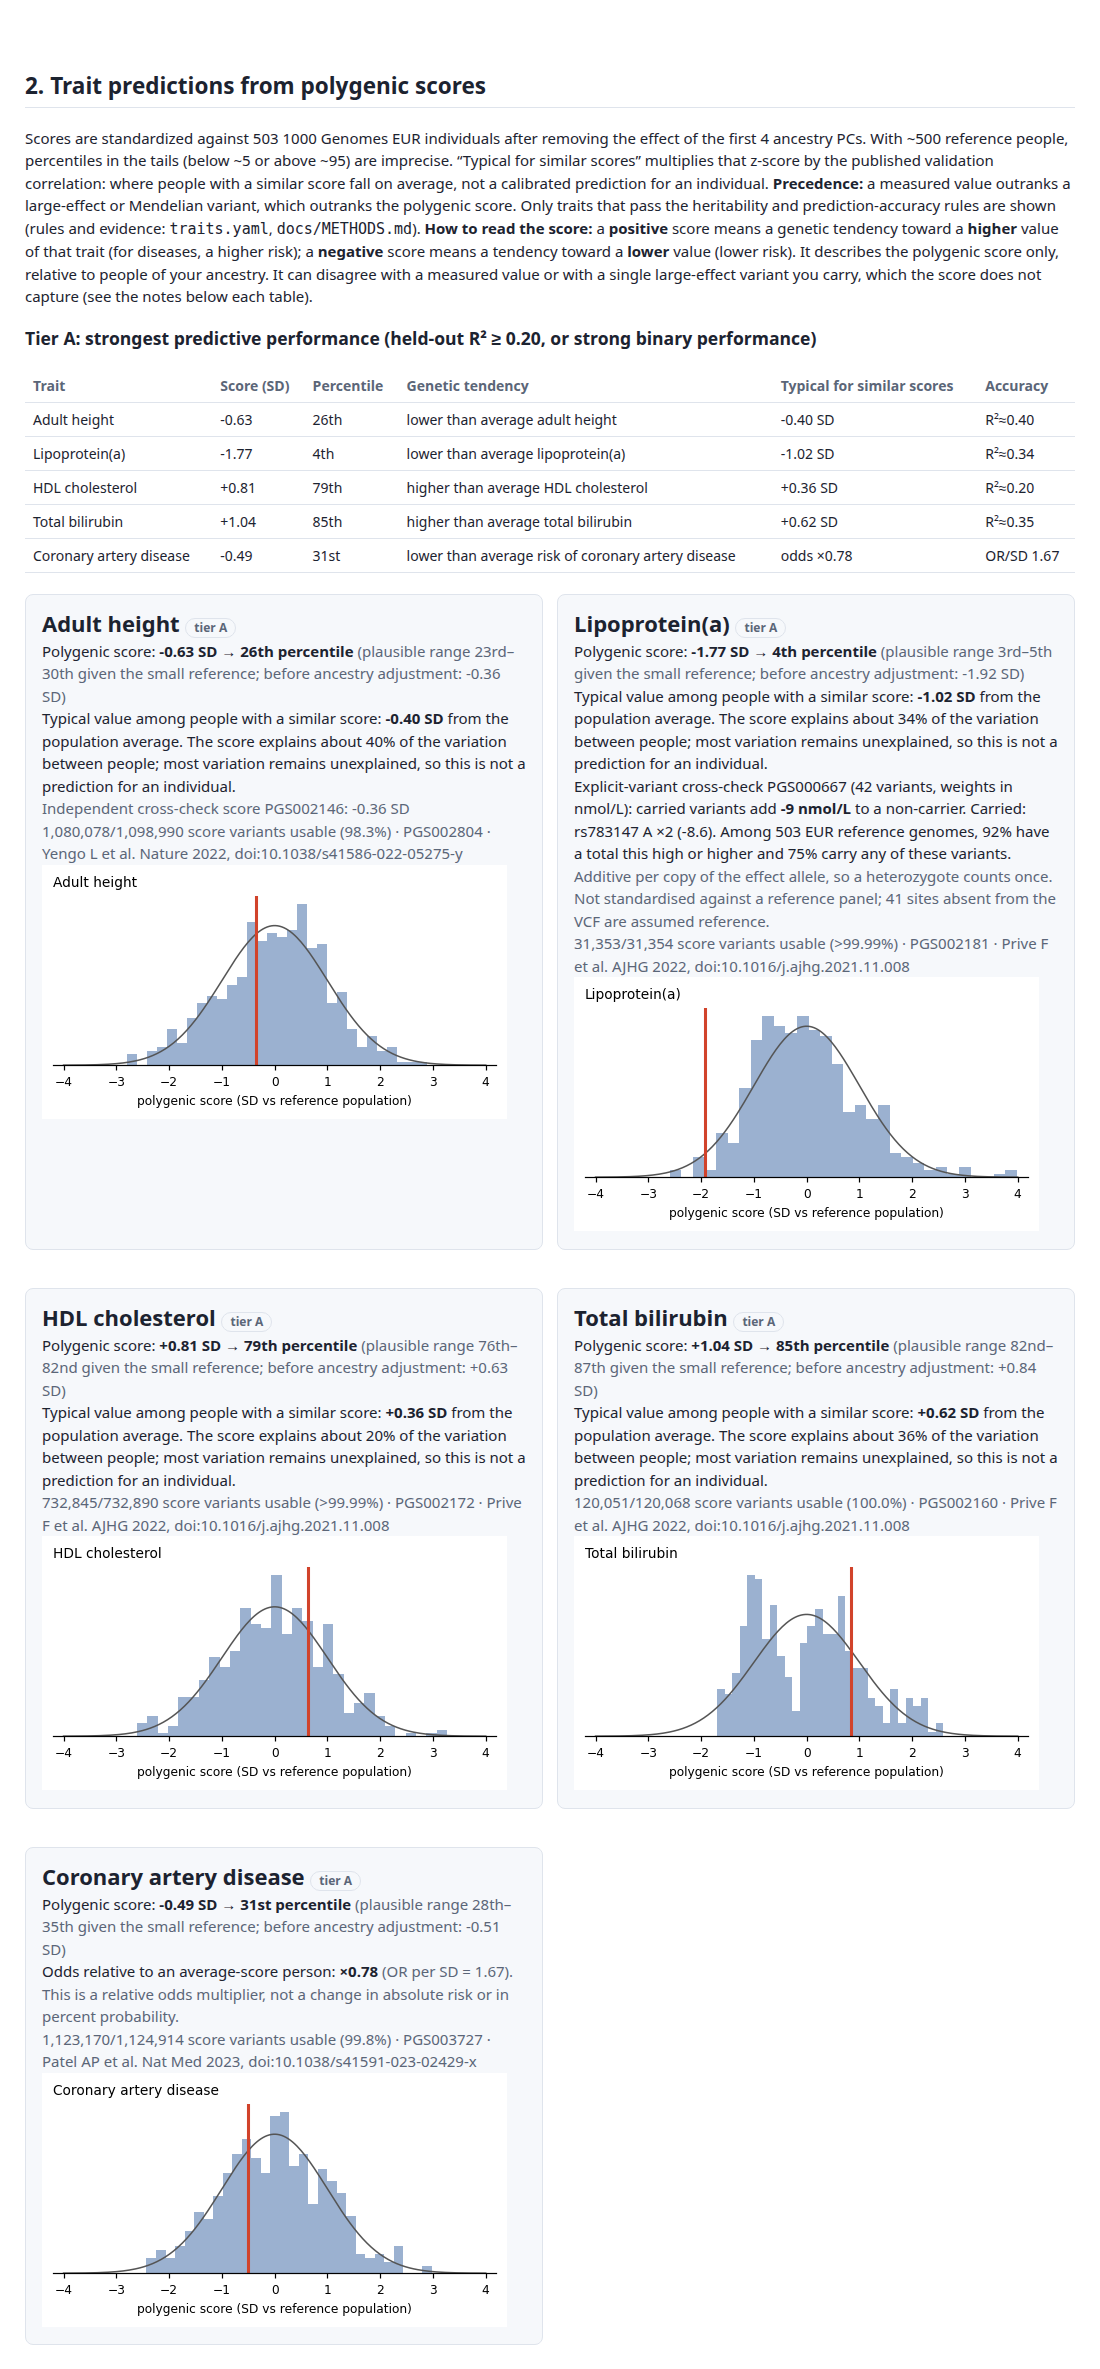 2. Trait predictions from polygenic scores
Scores are standardized against 503 1000 Genomes EUR individuals after removing the effect of the first 4 ancestry PCs. With ~500 reference people,
percentiles in the tails (below ~5 or above ~95) are imprecise. “Typical for similar scores” multiplies that z-score by the published validation
correlation: where people with a similar score fall on average, not a calibrated prediction for an individual. Precedence: a measured value outranks a
large-effect or Mendelian variant, which outranks the polygenic score. Only traits that pass the heritability and prediction-accuracy rules are shown
(rules and evidence: traits.yaml, docs/METHODS.md). How to read the score: a positive score means a genetic tendency toward a higher value
of that trait (for diseases, a higher risk); a negative score means a tendency toward a lower value (lower risk). It describes the polygenic score only,
relative to people of your ancestry. It can disagree with a measured value or with a single large-effect variant you carry, which the score does not
capture (see the notes below each table).
Tier A: strongest predictive performance (held-out R² ≥ 0.20, or strong binary performance)
Trait Score (SD) Percentile Genetic tendency Typical for similar scores Accuracy
Adult height -0.63 26th lower than average adult height -0.40 SD R²≈0.40
Lipoprotein(a) -1.77 4th lower than average lipoprotein(a) -1.02 SD R²≈0.34
HDL cholesterol +0.81 79th higher than average HDL cholesterol +0.36 SD R²≈0.20
Total bilirubin +1.04 85th higher than average total bilirubin +0.62 SD R²≈0.35
Coronary artery disease -0.49 31st lower than average risk of coronary artery disease odds ×0.78 OR/SD 1.67
Adult height tier A
Polygenic score: -0.63 SD → 26th percentile (plausible range 23rd–
30th given the small reference; before ancestry adjustment: -0.36
SD)
Typical value among people with a similar score: -0.40 SD from the
population average. The score explains about 40% of the variation
between people; most variation remains unexplained, so this is not a
prediction for an individual.
Independent cross-check score PGS002146: -0.36 SD
1,080,078/1,098,990 score variants usable (98.3%) · PGS002804 ·
Yengo L et al. Nature 2022, doi:10.1038/s41586-022-05275-y
Adult height
−4 −3 −2 −1 0 1 2 3 4
polygenic score (SD vs reference population)
Lipoprotein(a) tier A
Polygenic score: -1.77 SD → 4th percentile (plausible range 3rd–5th
given the small reference; before ancestry adjustment: -1.92 SD)
Typical value among people with a similar score: -1.02 SD from the
population average. The score explains about 34% of the variation
between people; most variation remains unexplained, so this is not a
prediction for an individual.
Explicit-variant cross-check PGS000667 (42 variants, weights in
nmol/L): carried variants add -9 nmol/L to a non-carrier. Carried:
rs783147 A ×2 (-8.6). Among 503 EUR reference genomes, 92% have
a total this high or higher and 75% carry any of these variants.
Additive per copy of the effect allele, so a heterozygote counts once.
Not standardised against a reference panel; 41 sites absent from the
VCF are assumed reference.
31,353/31,354 score variants usable (>99.99%) · PGS002181 · Prive F
et al. AJHG 2022, doi:10.1016/j.ajhg.2021.11.008
Lipoprotein(a)
−4 −3 −2 −1 0 1 2 3 4
polygenic score (SD vs reference population)
HDL cholesterol tier A
Polygenic score: +0.81 SD → 79th percentile (plausible range 76th–
82nd given the small reference; before ancestry adjustment: +0.63
SD)
Typical value among people with a similar score: +0.36 SD from the
population average. The score explains about 20% of the variation
between people; most variation remains unexplained, so this is not a
prediction for an individual.
732,845/732,890 score variants usable (>99.99%) · PGS002172 · Prive
F et al. AJHG 2022, doi:10.1016/j.ajhg.2021.11.008
HDL cholesterol
−4 −3 −2 −1 0 1 2 3 4
polygenic score (SD vs reference population)
Total bilirubin tier A
Polygenic score: +1.04 SD → 85th percentile (plausible range 82nd–
87th given the small reference; before ancestry adjustment: +0.84
SD)
Typical value among people with a similar score: +0.62 SD from the
population average. The score explains about 36% of the variation
between people; most variation remains unexplained, so this is not a
prediction for an individual.
120,051/120,068 score variants usable (100.0%) · PGS002160 · Prive F
et al. AJHG 2022, doi:10.1016/j.ajhg.2021.11.008
Total bilirubin
−4 −3 −2 −1 0 1 2 3 4
polygenic score (SD vs reference population)
Coronary artery disease tier A
Polygenic score: -0.49 SD → 31st percentile (plausible range 28th–
35th given the small reference; before ancestry adjustment: -0.51
SD)
Odds relative to an average-score person: ×0.78 (OR per SD = 1.67).
This is a relative odds multiplier, not a change in absolute risk or in
percent probability.
1,123,170/1,124,914 score variants usable (99.8%) · PGS003727 ·
Patel AP et al. Nat Med 2023, doi:10.1038/s41591-023-02429-x
Coronary artery disease
−4 −3 −2 −1 0 1 2 3 4
polygenic score (SD vs reference population)